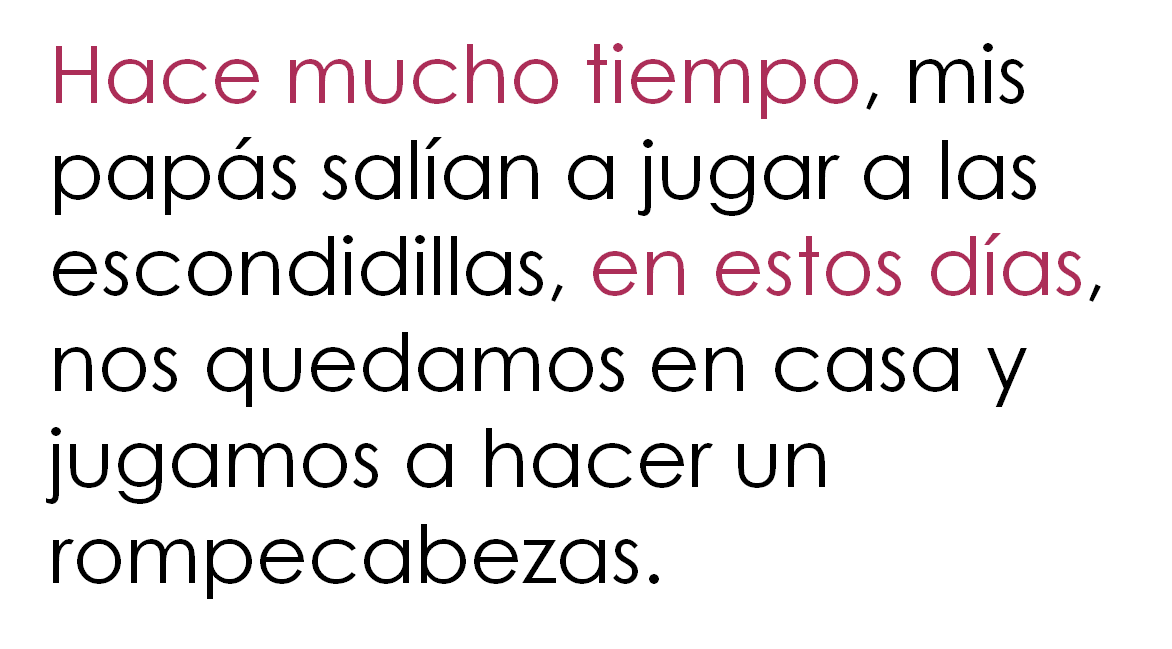 Hace mucho tiempo, mis
papás salían a jugar a las
escondidillas, en estos días,
nos quedamos en casa y
jugamos a hacer un
rompecabezas.